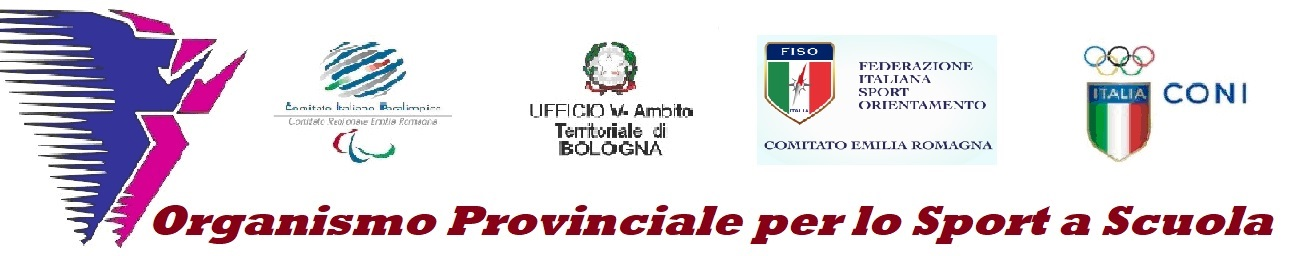 Comitato Italiano Paralimpico
Comitato Regionale Emilia Romagna
UFFICIO V- Ambito
Territoriale di
BOLOGNA
FISO
ITALIA
FEDERAZIONE
ITALIANA
SPORT
ORIENTAMENTO
COMITATO EMILIA ROMAGNA
ITALIA
CONI
Organismo Provinciale per lo Sport a Scuola